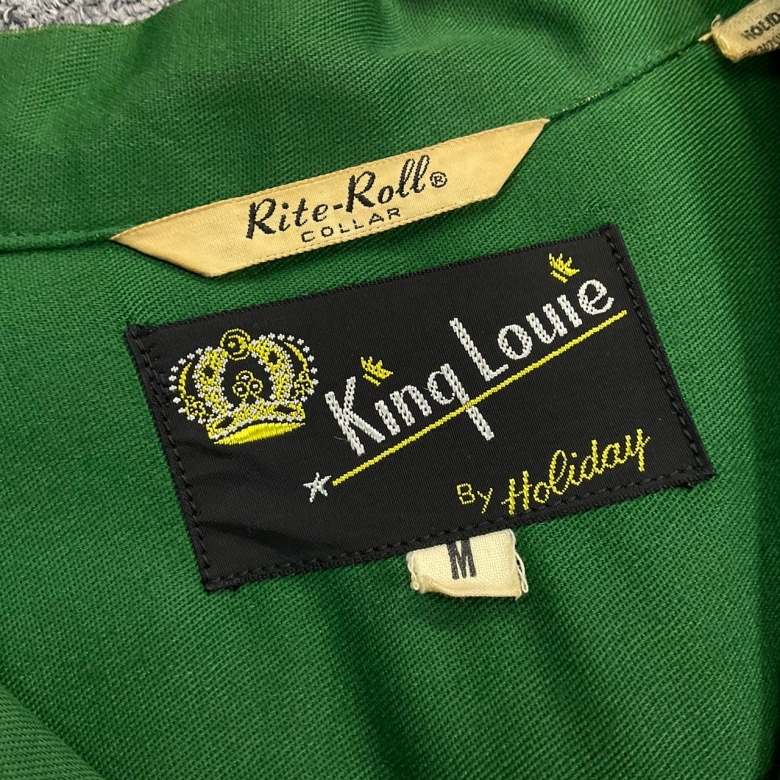 Rite-Roll®
COLLAR
King Louie
By Holiday
M